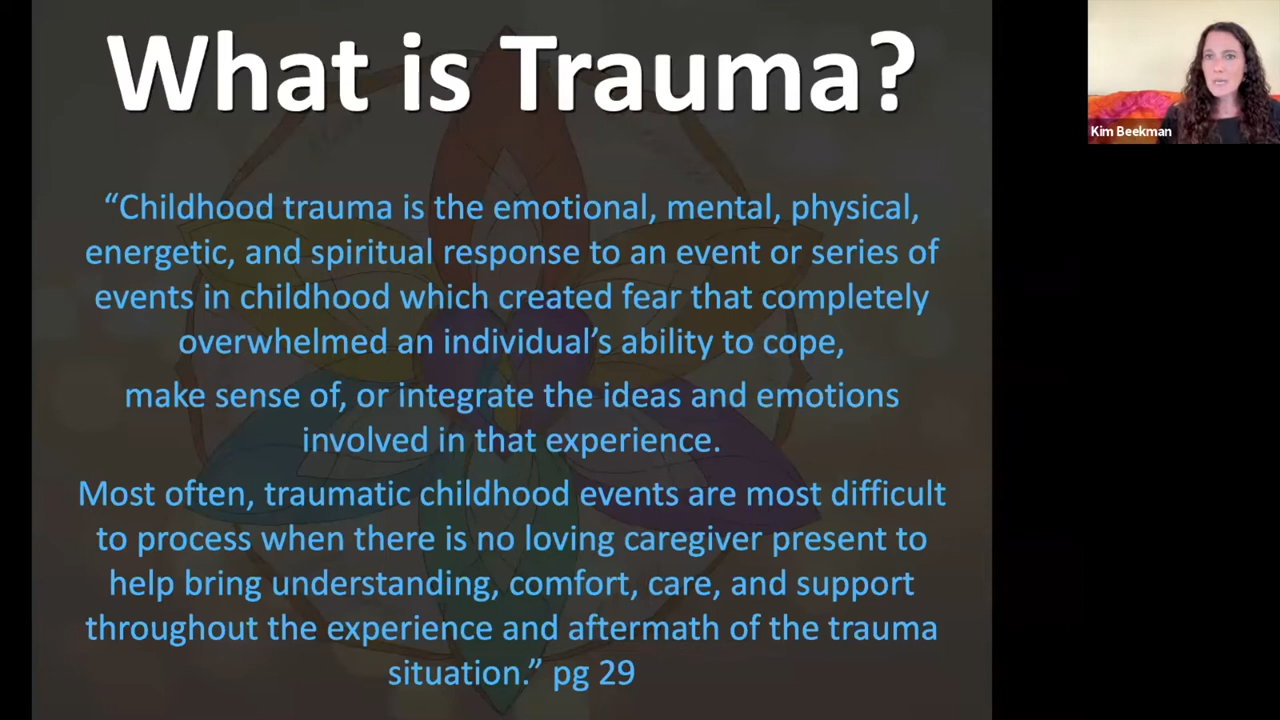 What is Trauma?
“Childhood trauma is the emotional, mental, physical,
energetic, and spiritual response to an event or series of
events in childhood which created fear that completely
overwhelmed an individual’s ability to cope,
make sense of, or integrate the ideas and emotions
involved in that experience.
Most often, traumatic childhood events are most difficult
to process when there is no loving caregiver present to
help bring understanding, comfort, care, and support
throughout the experience and aftermath of the trauma
situation.” pg 29
Kim Beekman